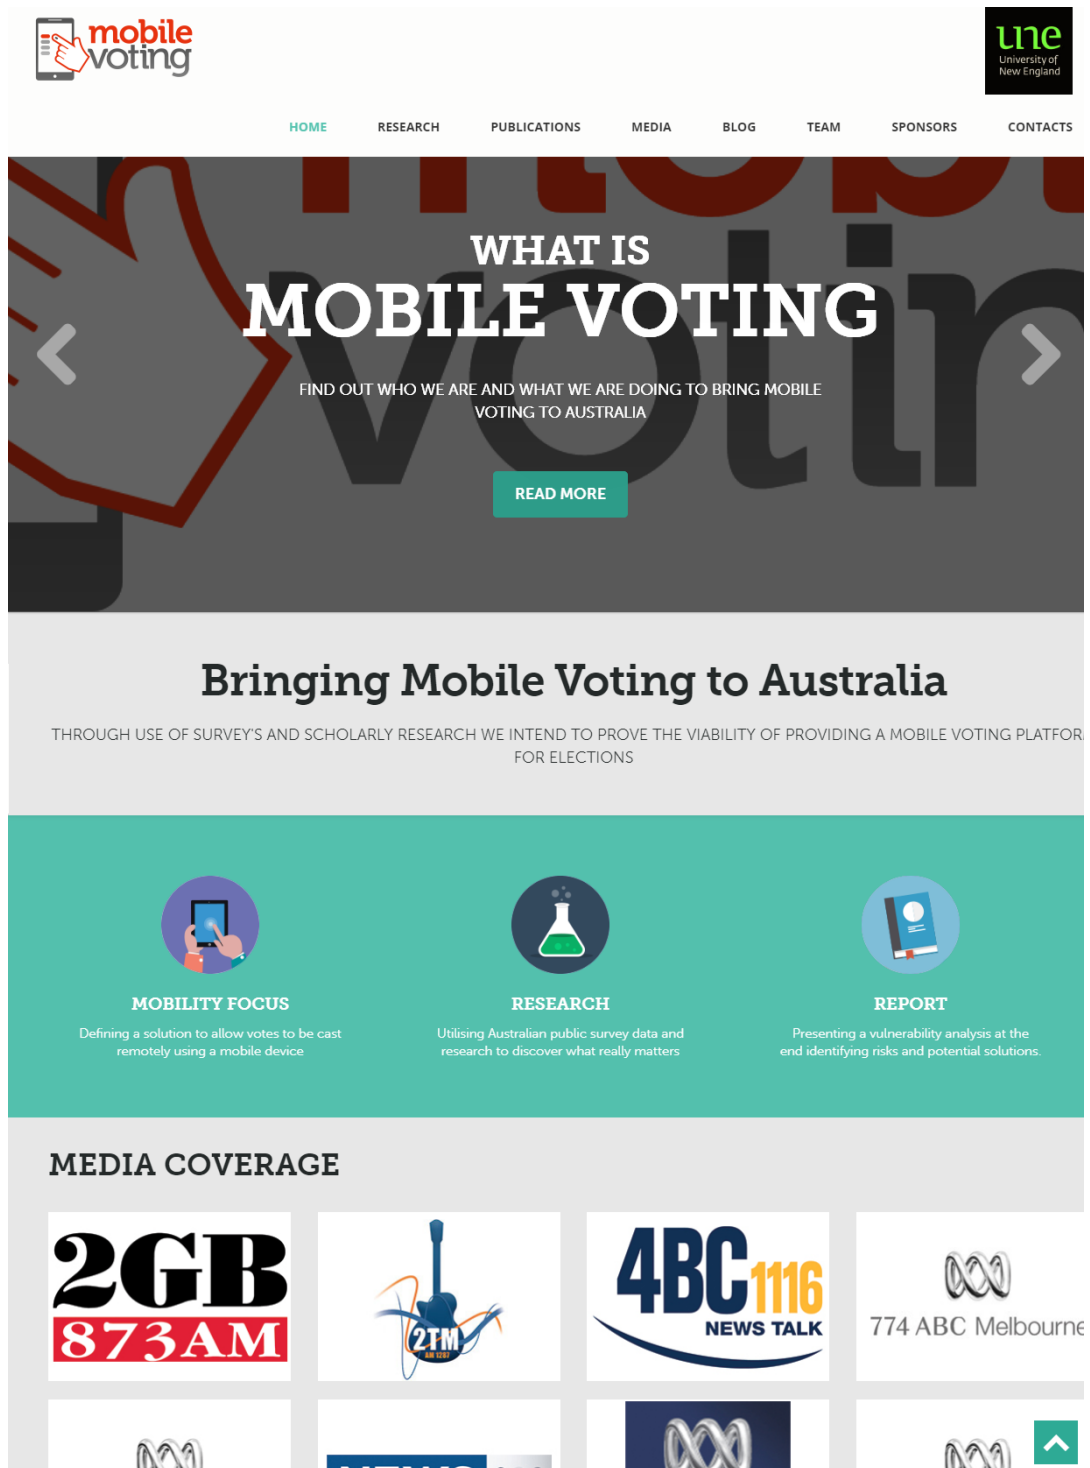 mobile
voting
une
University of
New England
HOME RESEARCH PUBLICATIONS MEDIA BLOG TEAM SPONSORS CONTACTS
WHAT IS
MOBILE VOTING
FIND OUT WHO WE ARE AND WHAT WE ARE DOING TO BRING MOBILE
VOTING TO AUSTRALIA
READ MORE
Bringing Mobile Voting to Australia
THROUGH USE OF SURVEY'S AND SCHOLARLY RESEARCH WE INTEND TO PROVE THE VIABILITY OF PROVIDING A MOBILE VOTING PLATFORM
FOR ELECTIONS
MOBILITY FOCUS
Defining a solution to allow votes to be cast
remotely using a mobile device
RESEARCH
Utilising Australian public survey data and
research to discover what really matters
REPORT
Presenting a vulnerability analysis at the
end identifying risks and potential solutions.
MEDIA COVERAGE
2GB
873AM
2TM
AM 1287
4BC 1116
NEWS TALK
774 ABC Melbourne